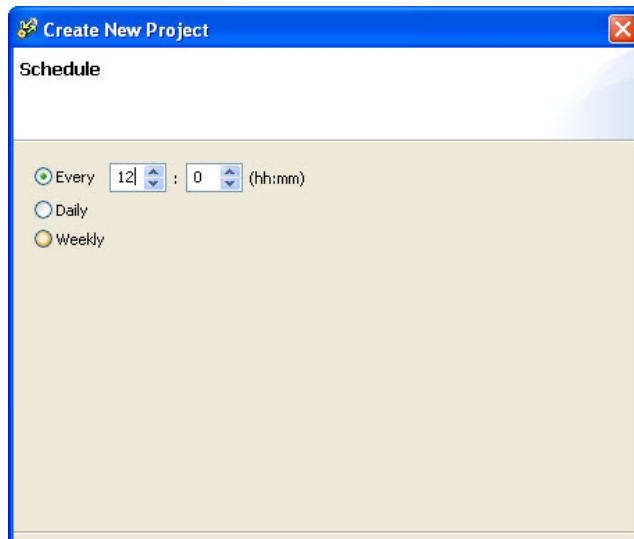 Create New Project
Schedule
Every 12 : 0 (hh:mm)
Daily
Weekly